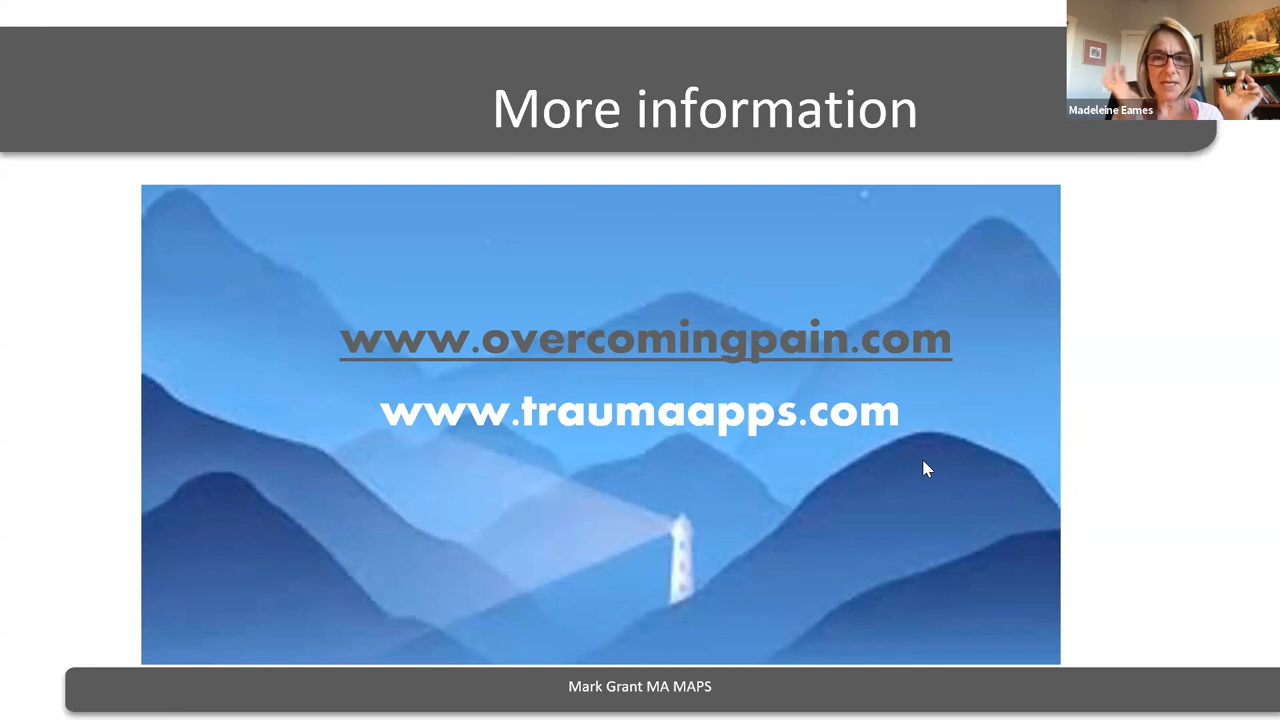 More information
Madeleine Eames
www.overcomingpain.com
www.traumaapps.com
Mark Grant MA MAPS